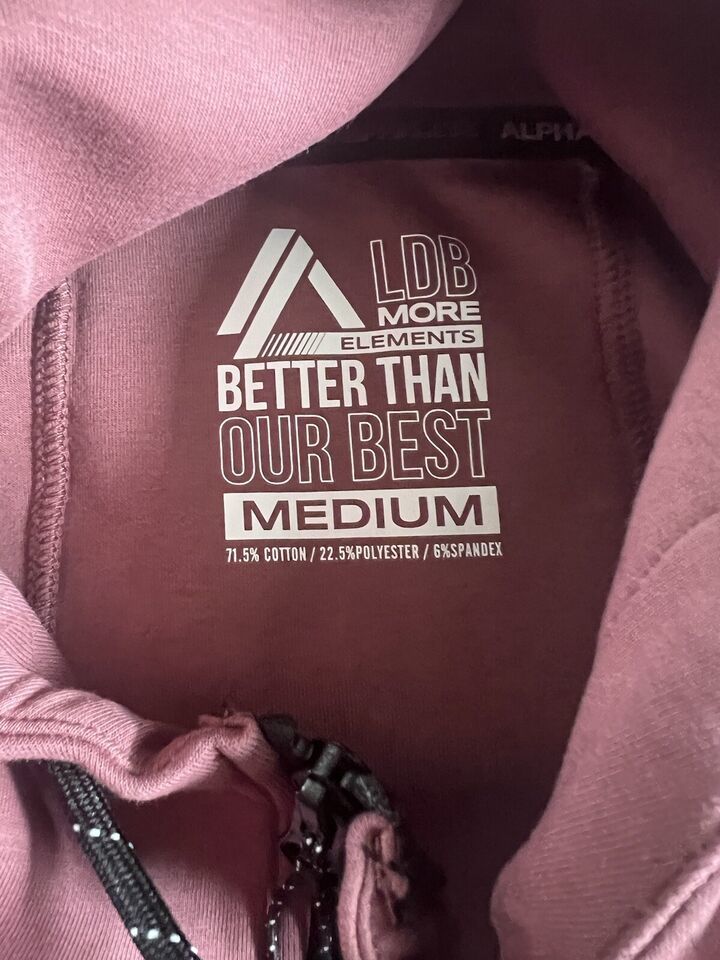 ALPHA
LDB
MORE
ELEMENTS
BETTER THAN
OUR BEST
MEDIUM
71.5% COTTON / 22.5%POLYESTER / 6%SPANDEX